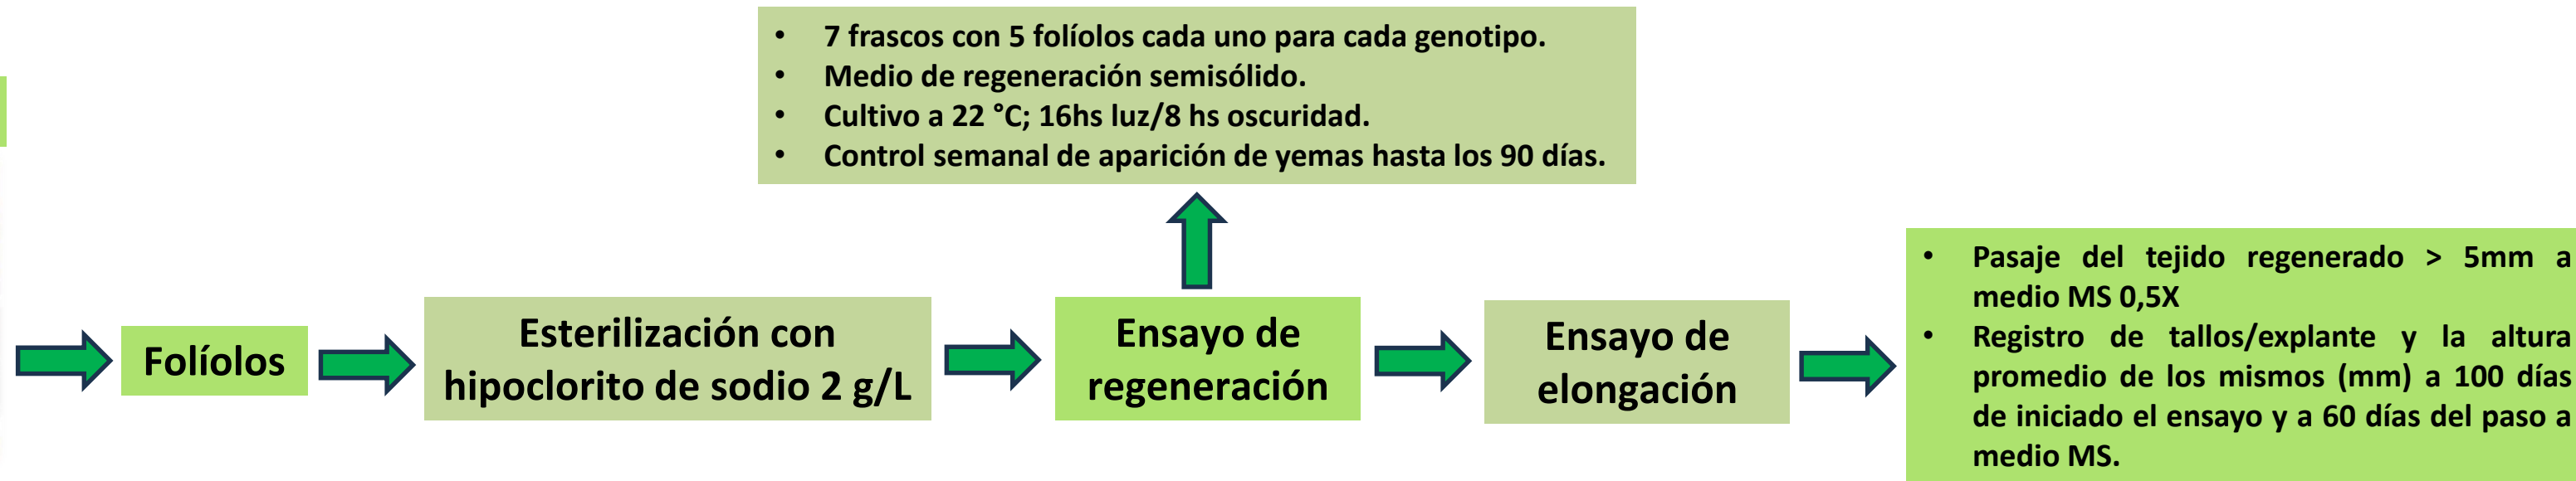 • 7 frascos con 5 folíolos cada uno para cada genotipo.
• Medio de regeneración semisólido.
• Cultivo a 22 °C; 16hs luz/8 hs oscuridad.
• Control semanal de aparición de yemas hasta los 90 días.
Folíolos
Esterilización con
hipoclorito de sodio 2 g/L
Ensayo de
regeneración
Ensayo de
elongación
• Pasaje del tejido regenerado > 5mm a
medio MS 0,5X
• Registro de tallos/explante y la altura
promedio de los mismos (mm) a 100 días
de iniciado el ensayo y a 60 días del paso a
medio MS.